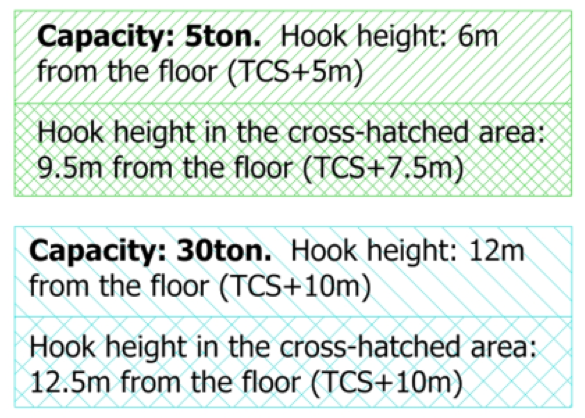 Capacity: 5ton. Hook height: 6m
from the floor (TCS+5m)
Hook height in the cross-hatched area:
9.5m from the floor (TCS+7.5m)
Capacity: 30ton. Hook height: 12m
from the floor (TCS+10m)
Hook height in the cross-hatched area:
12.5m from the floor (TCS+10m)